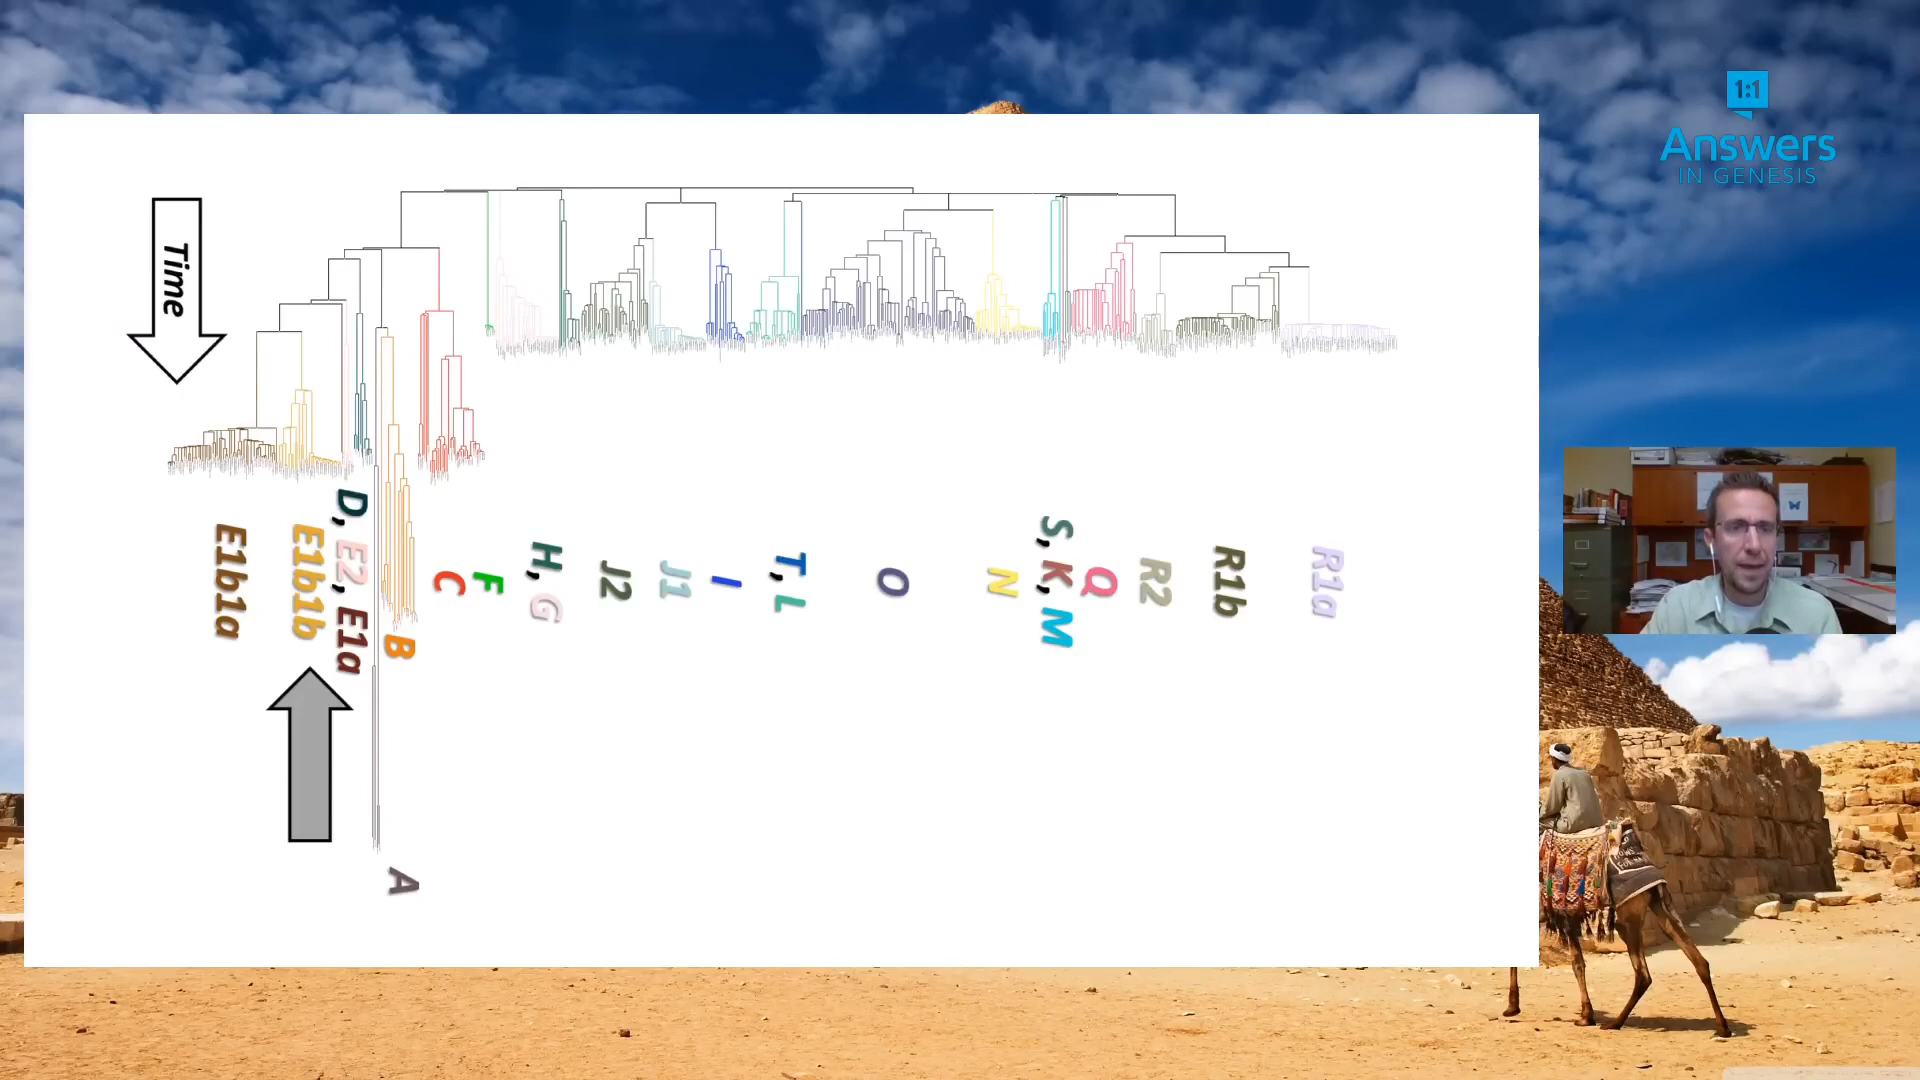 1:1
Answers
IN GENESIS
Time
E1b1a
E1b1b
D, E2, E1a
B
A
C
F
H, G
J2
J1
I
T, L
O
N
S, K, M
Q
R2
R1b
R1a